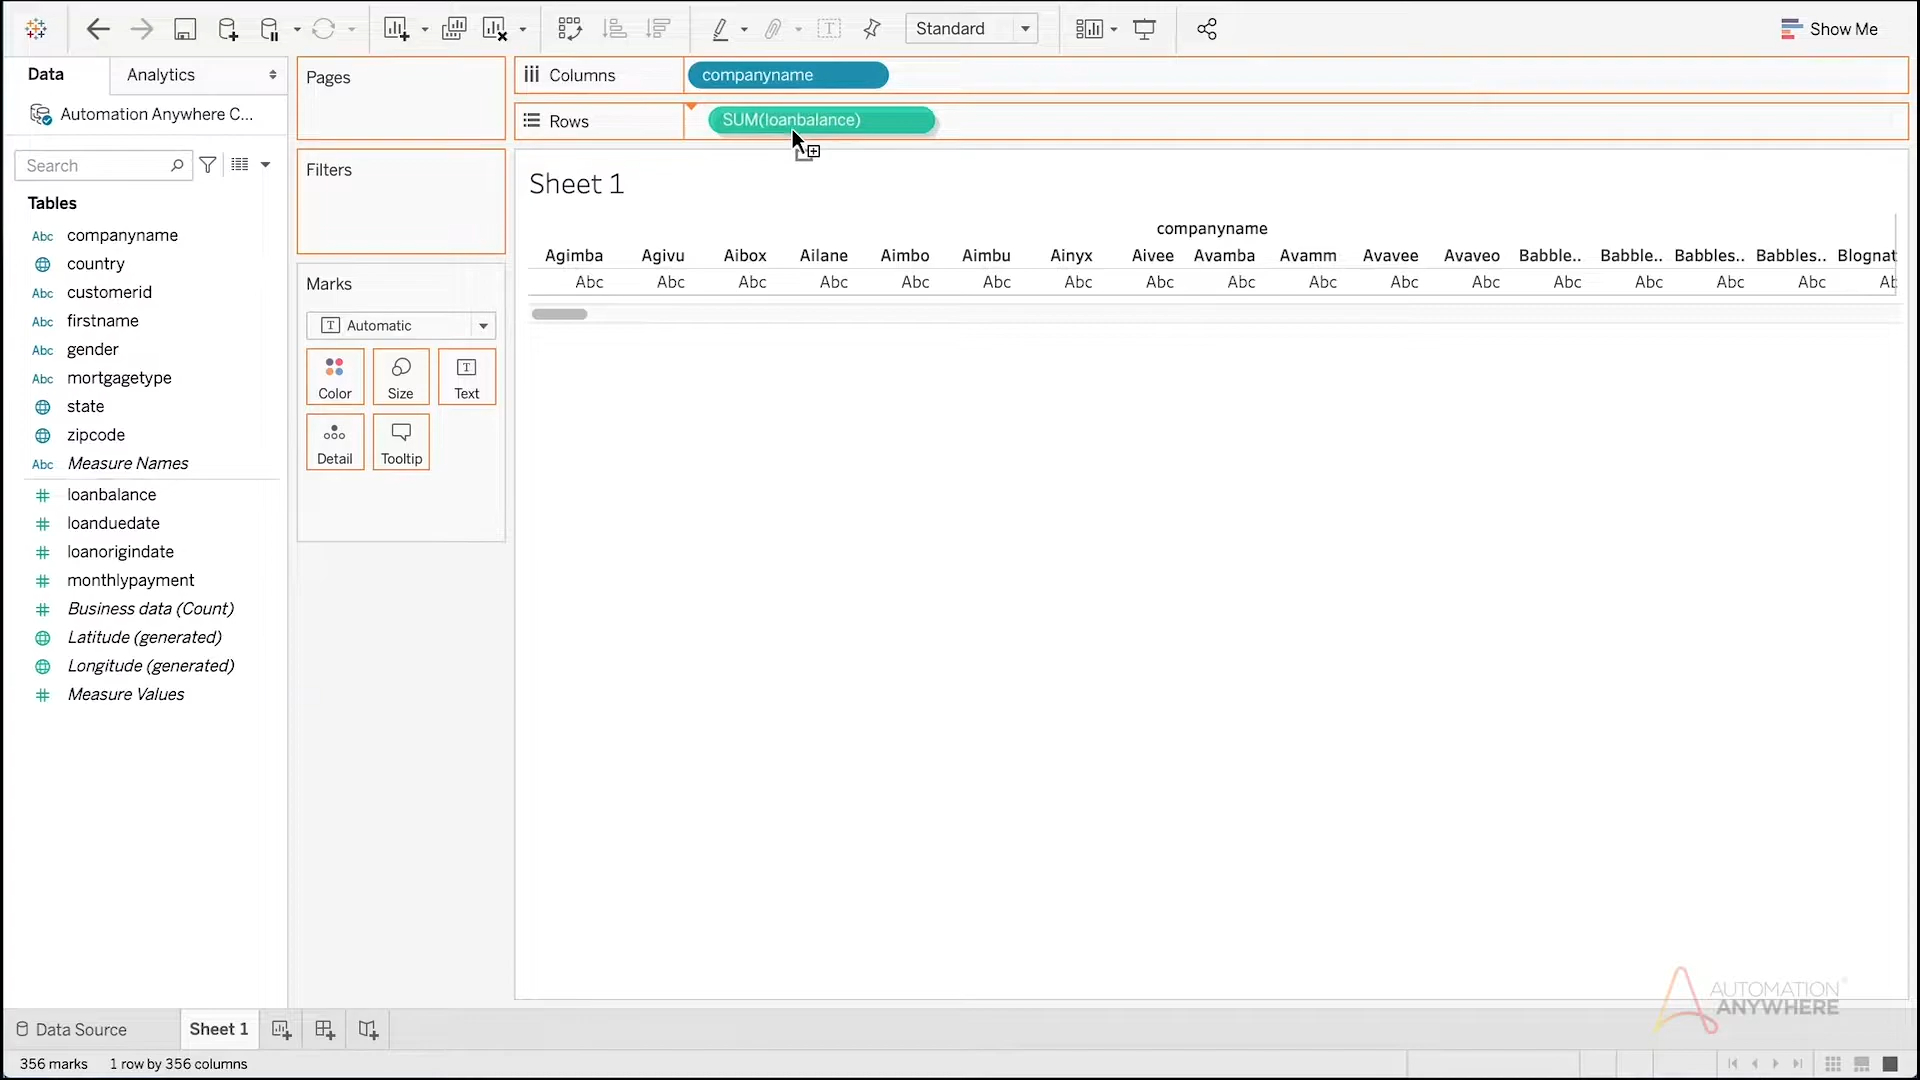 Standard
Show Me
Data
Analytics
Automation Anywhere C...
Search
Tables
Abc companyname
country
Abc customerid
Abc firstname
Abc gender
Abc mortgagetype
state
zipcode
Abc Measure Names
loanbalance
loanduedate
loanorigindate
monthlypayment
Business data (Count)
Latitude (generated)
Longitude (generated)
Measure Values
Pages
Filters
Marks
T Automatic
Color
Size
T Text
Detail
Tooltip
Columns
companyname
Rows
SUM(loanbalance)
Sheet 1
companyname
Agimba Agivu Aibox Ailane Aimbo Aimbu Ainyx Aivee Avamba Avamm Avavee Avaveo Babble.. Babble.. Babbles.. Babbles.. Blognat
Abc Abc Abc Abc Abc Abc Abc Abc Abc Abc Abc Abc Abc Abc Abc Abc Ab
AUTOMATION
ANYWHERE
Data Source
Sheet 1
356 marks 1 row by 356 columns